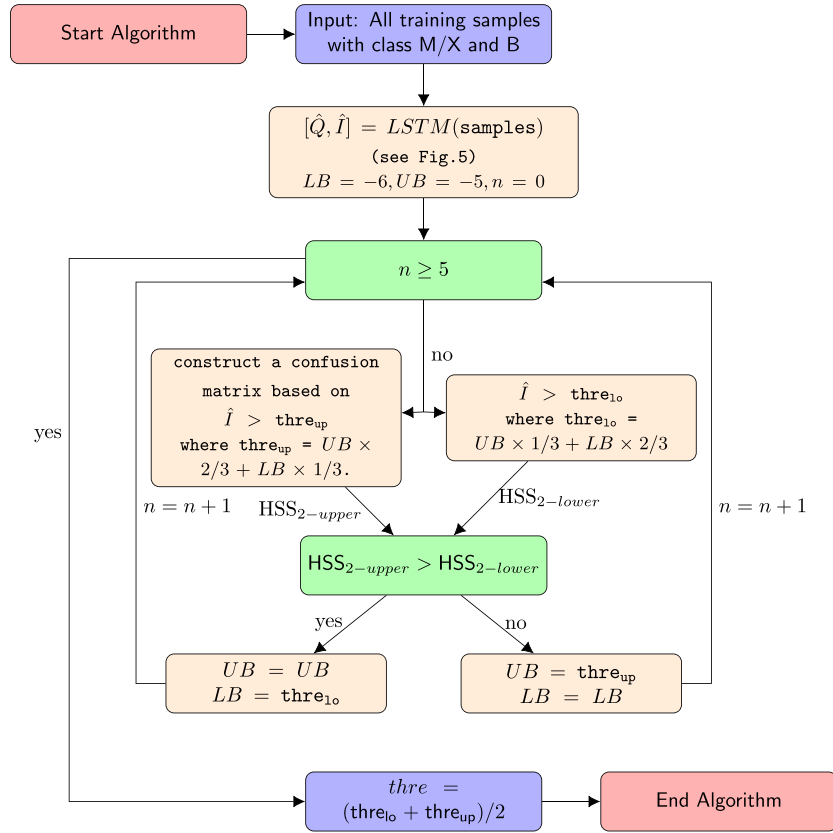 Start Algorithm
Input: All training samples
with class M/X and B
[Q̂, Î] = LSTM(samples)
(see Fig.5)
LB = −6, UB = −5, n = 0
n ≥ 5
no
yes
construct a confusion
matrix based on
Î > thre_up
where thre_up = UB ×
2/3 + LB × 1/3.
Î > thre_lo
where thre_lo =
UB × 1/3 + LB × 2/3
n = n + 1
HSS_2−upper
HSS_2−lower
n = n + 1
HSS_2−upper > HSS_2−lower
yes
no
UB = UB
LB = thre_lo
UB = thre_up
LB = LB
thre =
(thre_lo + thre_up)/2
End Algorithm